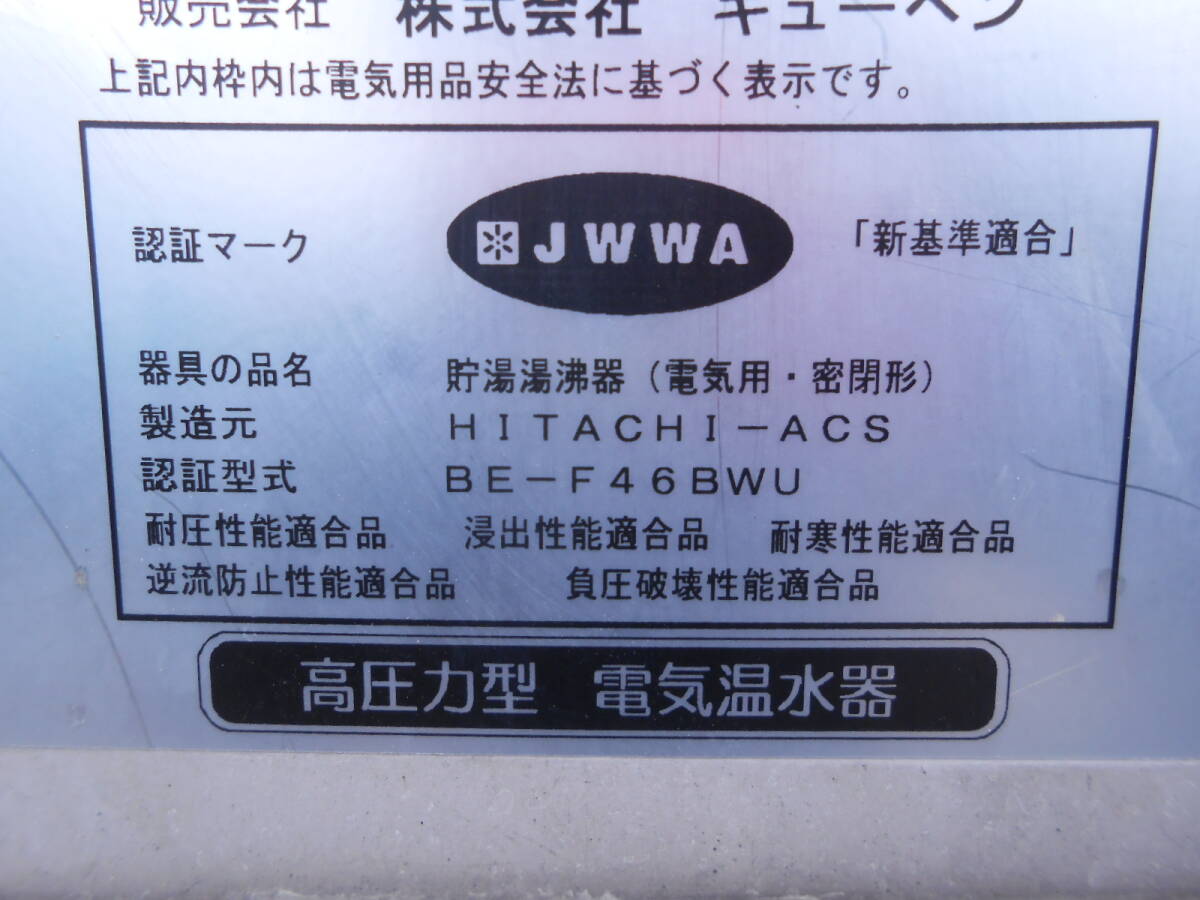 販売会社 株式会社 キューヘン
上記内枠内は電気用品安全法に基づく表示です。
認証マーク JWWA 「新基準適合」
器具の品名 貯湯湯沸器（電気用・密閉形）
製造元 HITACHI-ACS
認証型式 BE-F46BWU
耐圧性能適合品 浸出性能適合品 耐寒性能適合品
逆流防止性能適合品 負圧破壊性能適合品
高圧力型 電気温水器